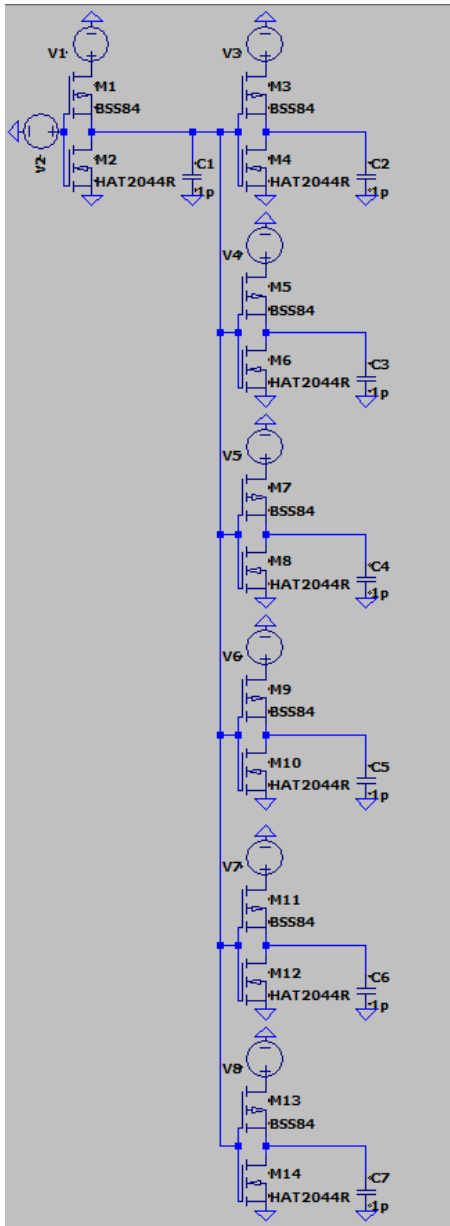 V1
M1
BSS84
V2
M2
HAT2044R
C1
1p
V3
M3
BSS84
M4
HAT2044R
C2
1p
V4
M5
BSS84
M6
HAT2044R
C3
1p
V5
M7
BSS84
M8
HAT2044R
C4
1p
V6
M9
BSS84
M10
HAT2044R
C5
1p
V7
M11
BSS84
M12
HAT2044R
C6
1p
V8
M13
BSS84
M14
HAT2044R
C7
1p